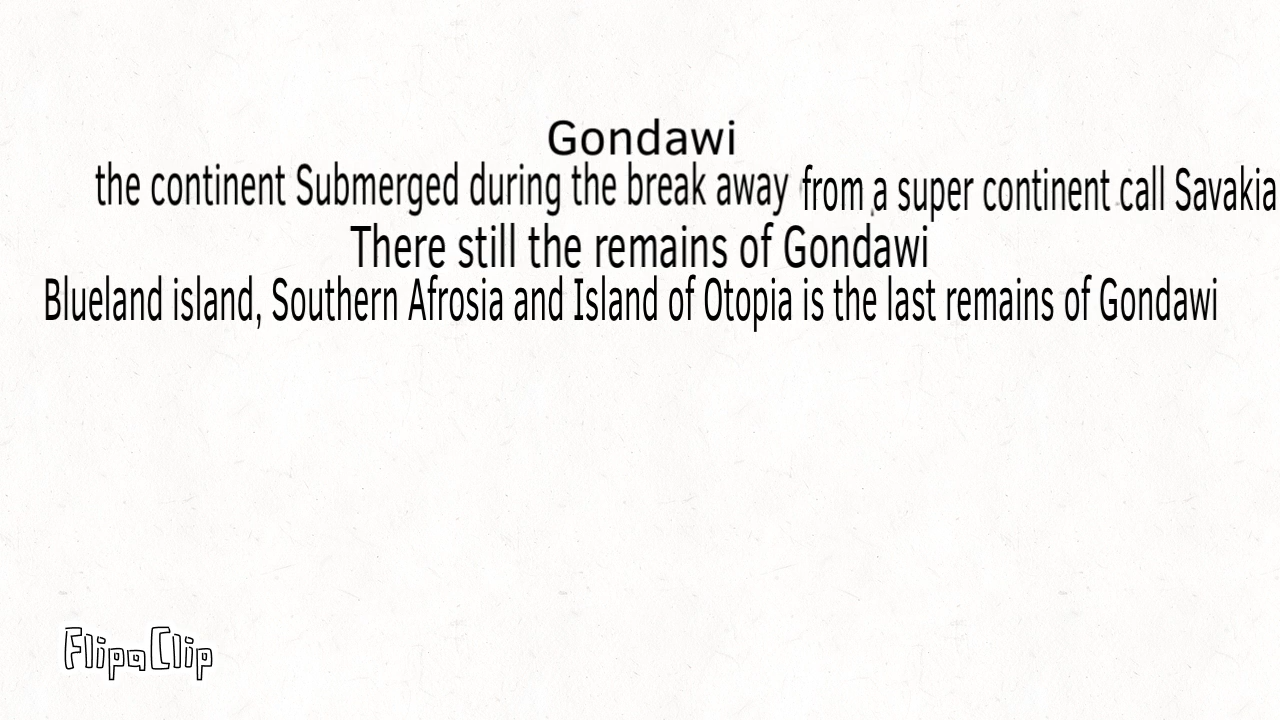 Gondawi
the continent Submerged during the break away from a super continent call Savakia
There still the remains of Gondawi
Blueland island, Southern Afrosia and Island of Otopia is the last remains of Gondawi
FlipaClip